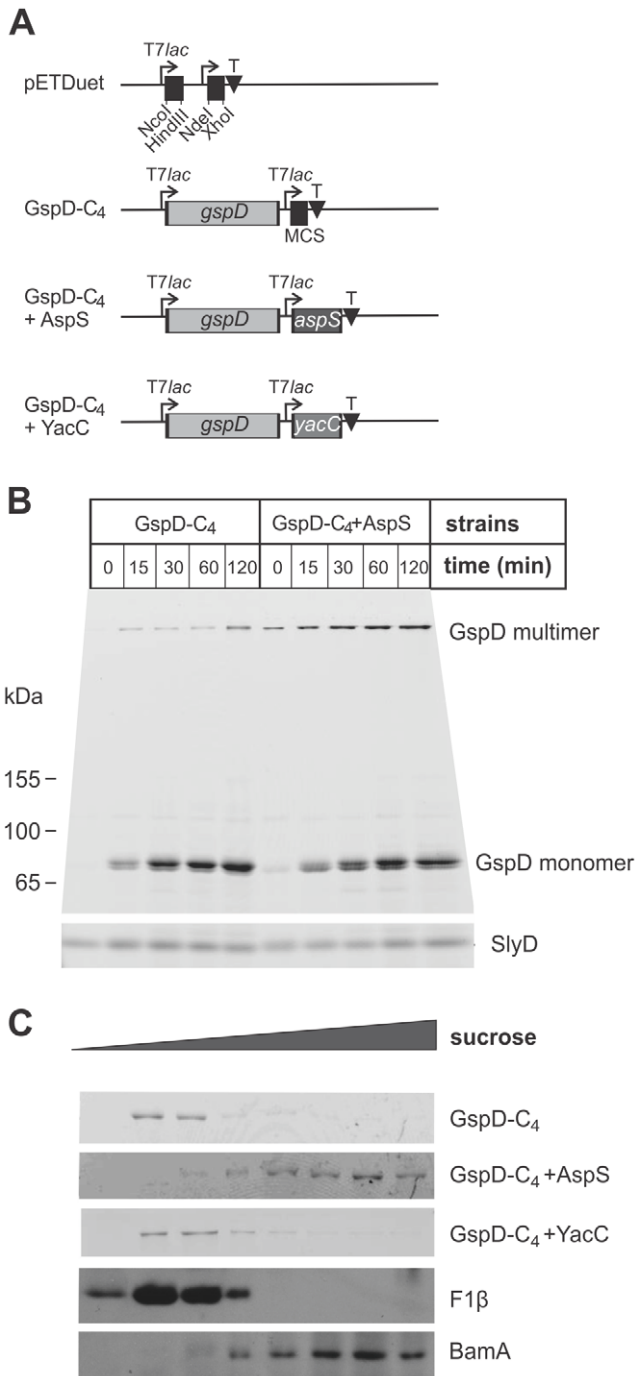 A
pETDuet
T7lac
T
NcoI
HindIII
NdeI
XhoI
GspD-C4
T7lac
T7lac
T
gspD
MCS
GspD-C4
+ AspS
T7lac
T7lac
T
gspD
aspS
GspD-C4
+ YacC
T7lac
T7lac
T
gspD
yacC
B
GspD-C4 GspD-C4+AspS strains
0 15 30 60 120 0 15 30 60 120 time (min)
GspD multimer
kDa
155
100
GspD monomer
65
SlyD
C
sucrose
GspD-C4
GspD-C4+AspS
GspD-C4+YacC
F1β
BamA